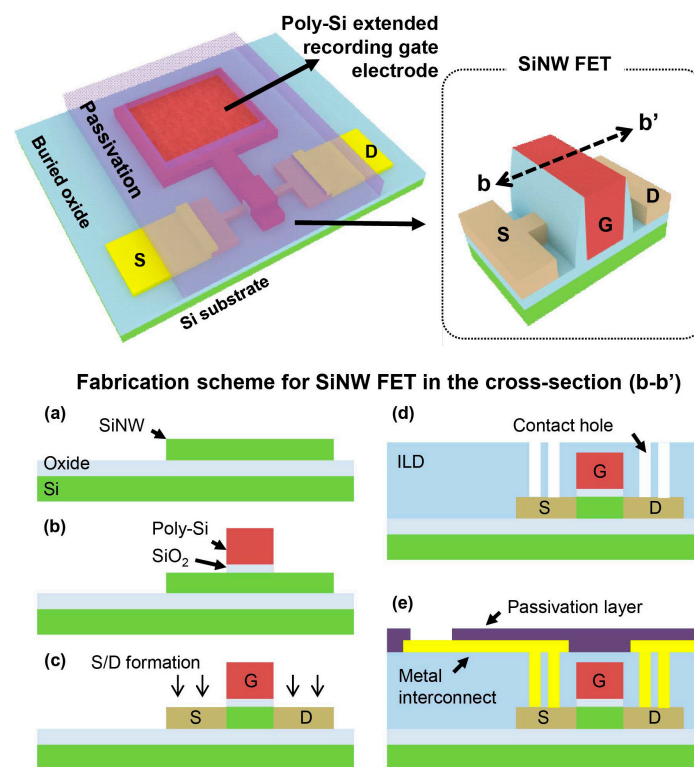 Poly-Si extended
recording gate
electrode
Passivation
Buried oxide
D
S
Si substrate
SiNW FET
b'
b
D
S
G
Fabrication scheme for SiNW FET in the cross-section (b-b’)
(a)
SiNW
Oxide
Si
(b)
Poly-Si
SiO₂
(c)
S/D formation
G
S
D
(d)
Contact hole
ILD
G
S
D
(e)
Passivation layer
Metal
interconnect
G
S
D